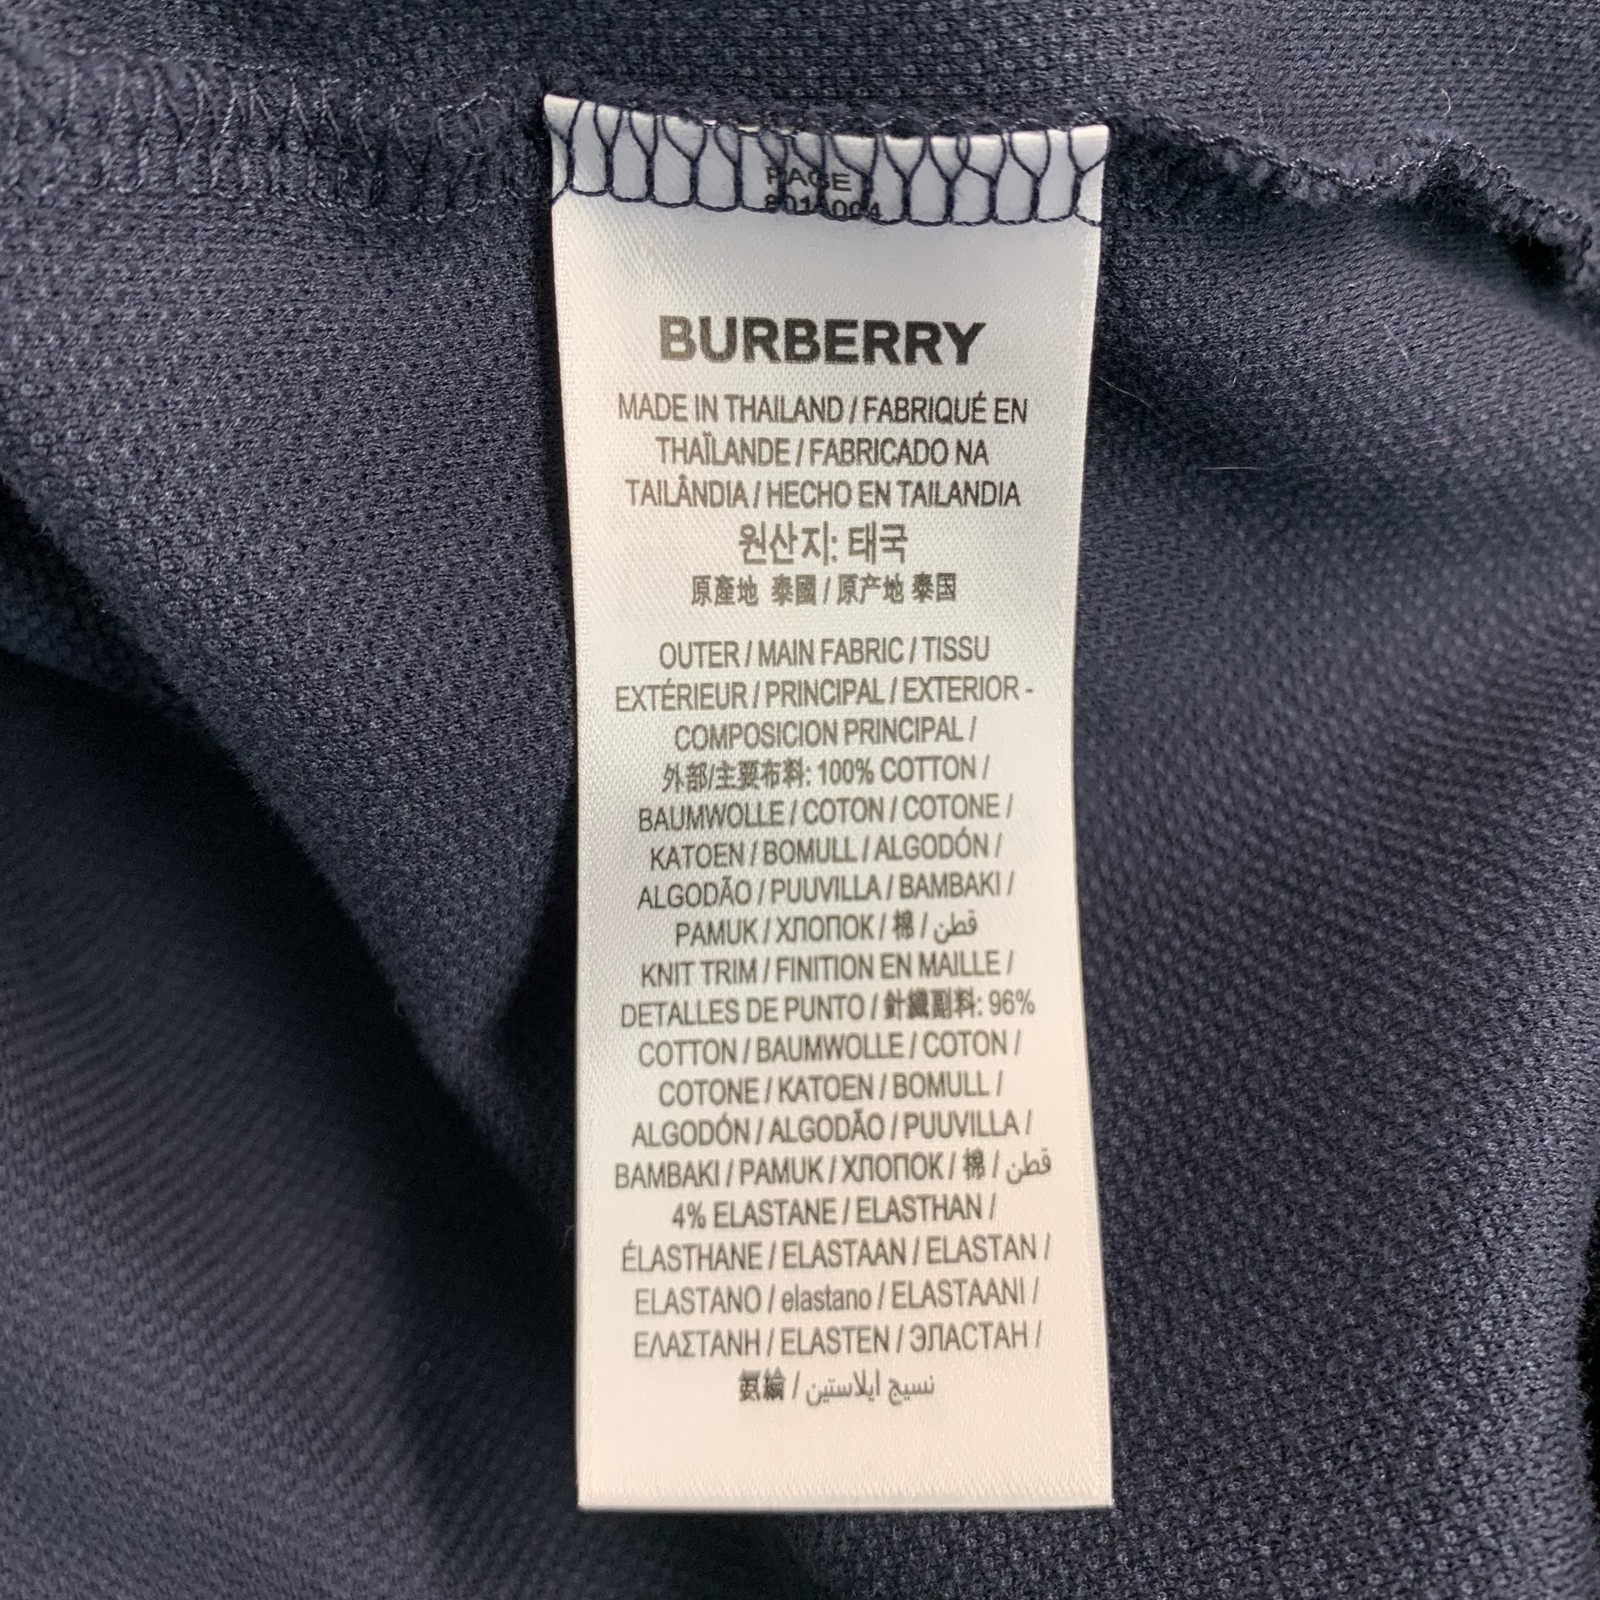 PAGE
BURBERRY
MADE IN THAILAND / FABRIQUÉ EN
THAÏLANDE / FABRICADO NA
TAILÂNDIA / HECHO EN TAILANDIA
원산지: 태국
原產地 泰國 / 原产地 泰国
OUTER / MAIN FABRIC / TISSU
EXTÉRIEUR / PRINCIPAL / EXTERIOR -
COMPOSICION PRINCIPAL /
外部/主要布料: 100% COTTON /
BAUMWOLLE / COTON / COTONE /
KATOEN / BOMULL / ALGODÓN /
ALGODÃO / PUUVILLA / BAMBAKI /
PAMUK / ХЛОПОК / 棉 / قطن
KNIT TRIM / FINITION EN MAILLE /
DETALLES DE PUNTO / 針織副料: 96%
COTTON / BAUMWOLLE / COTON /
COTONE / KATOEN / BOMULL /
ALGODÓN / ALGODÃO / PUUVILLA /
BAMBAKI / PAMUK / ХЛОПОК / 棉 / قطن
4% ELASTANE / ELASTHAN /
ÉLASTHANE / ELASTAAN / ELASTAN /
ELASTANO / elastano / ELASTAANI /
ΕΛΑΣΤΑΝΗ / ELASTEN / ЭЛАСТАН /
氨綸 / نسيج ايلاستين